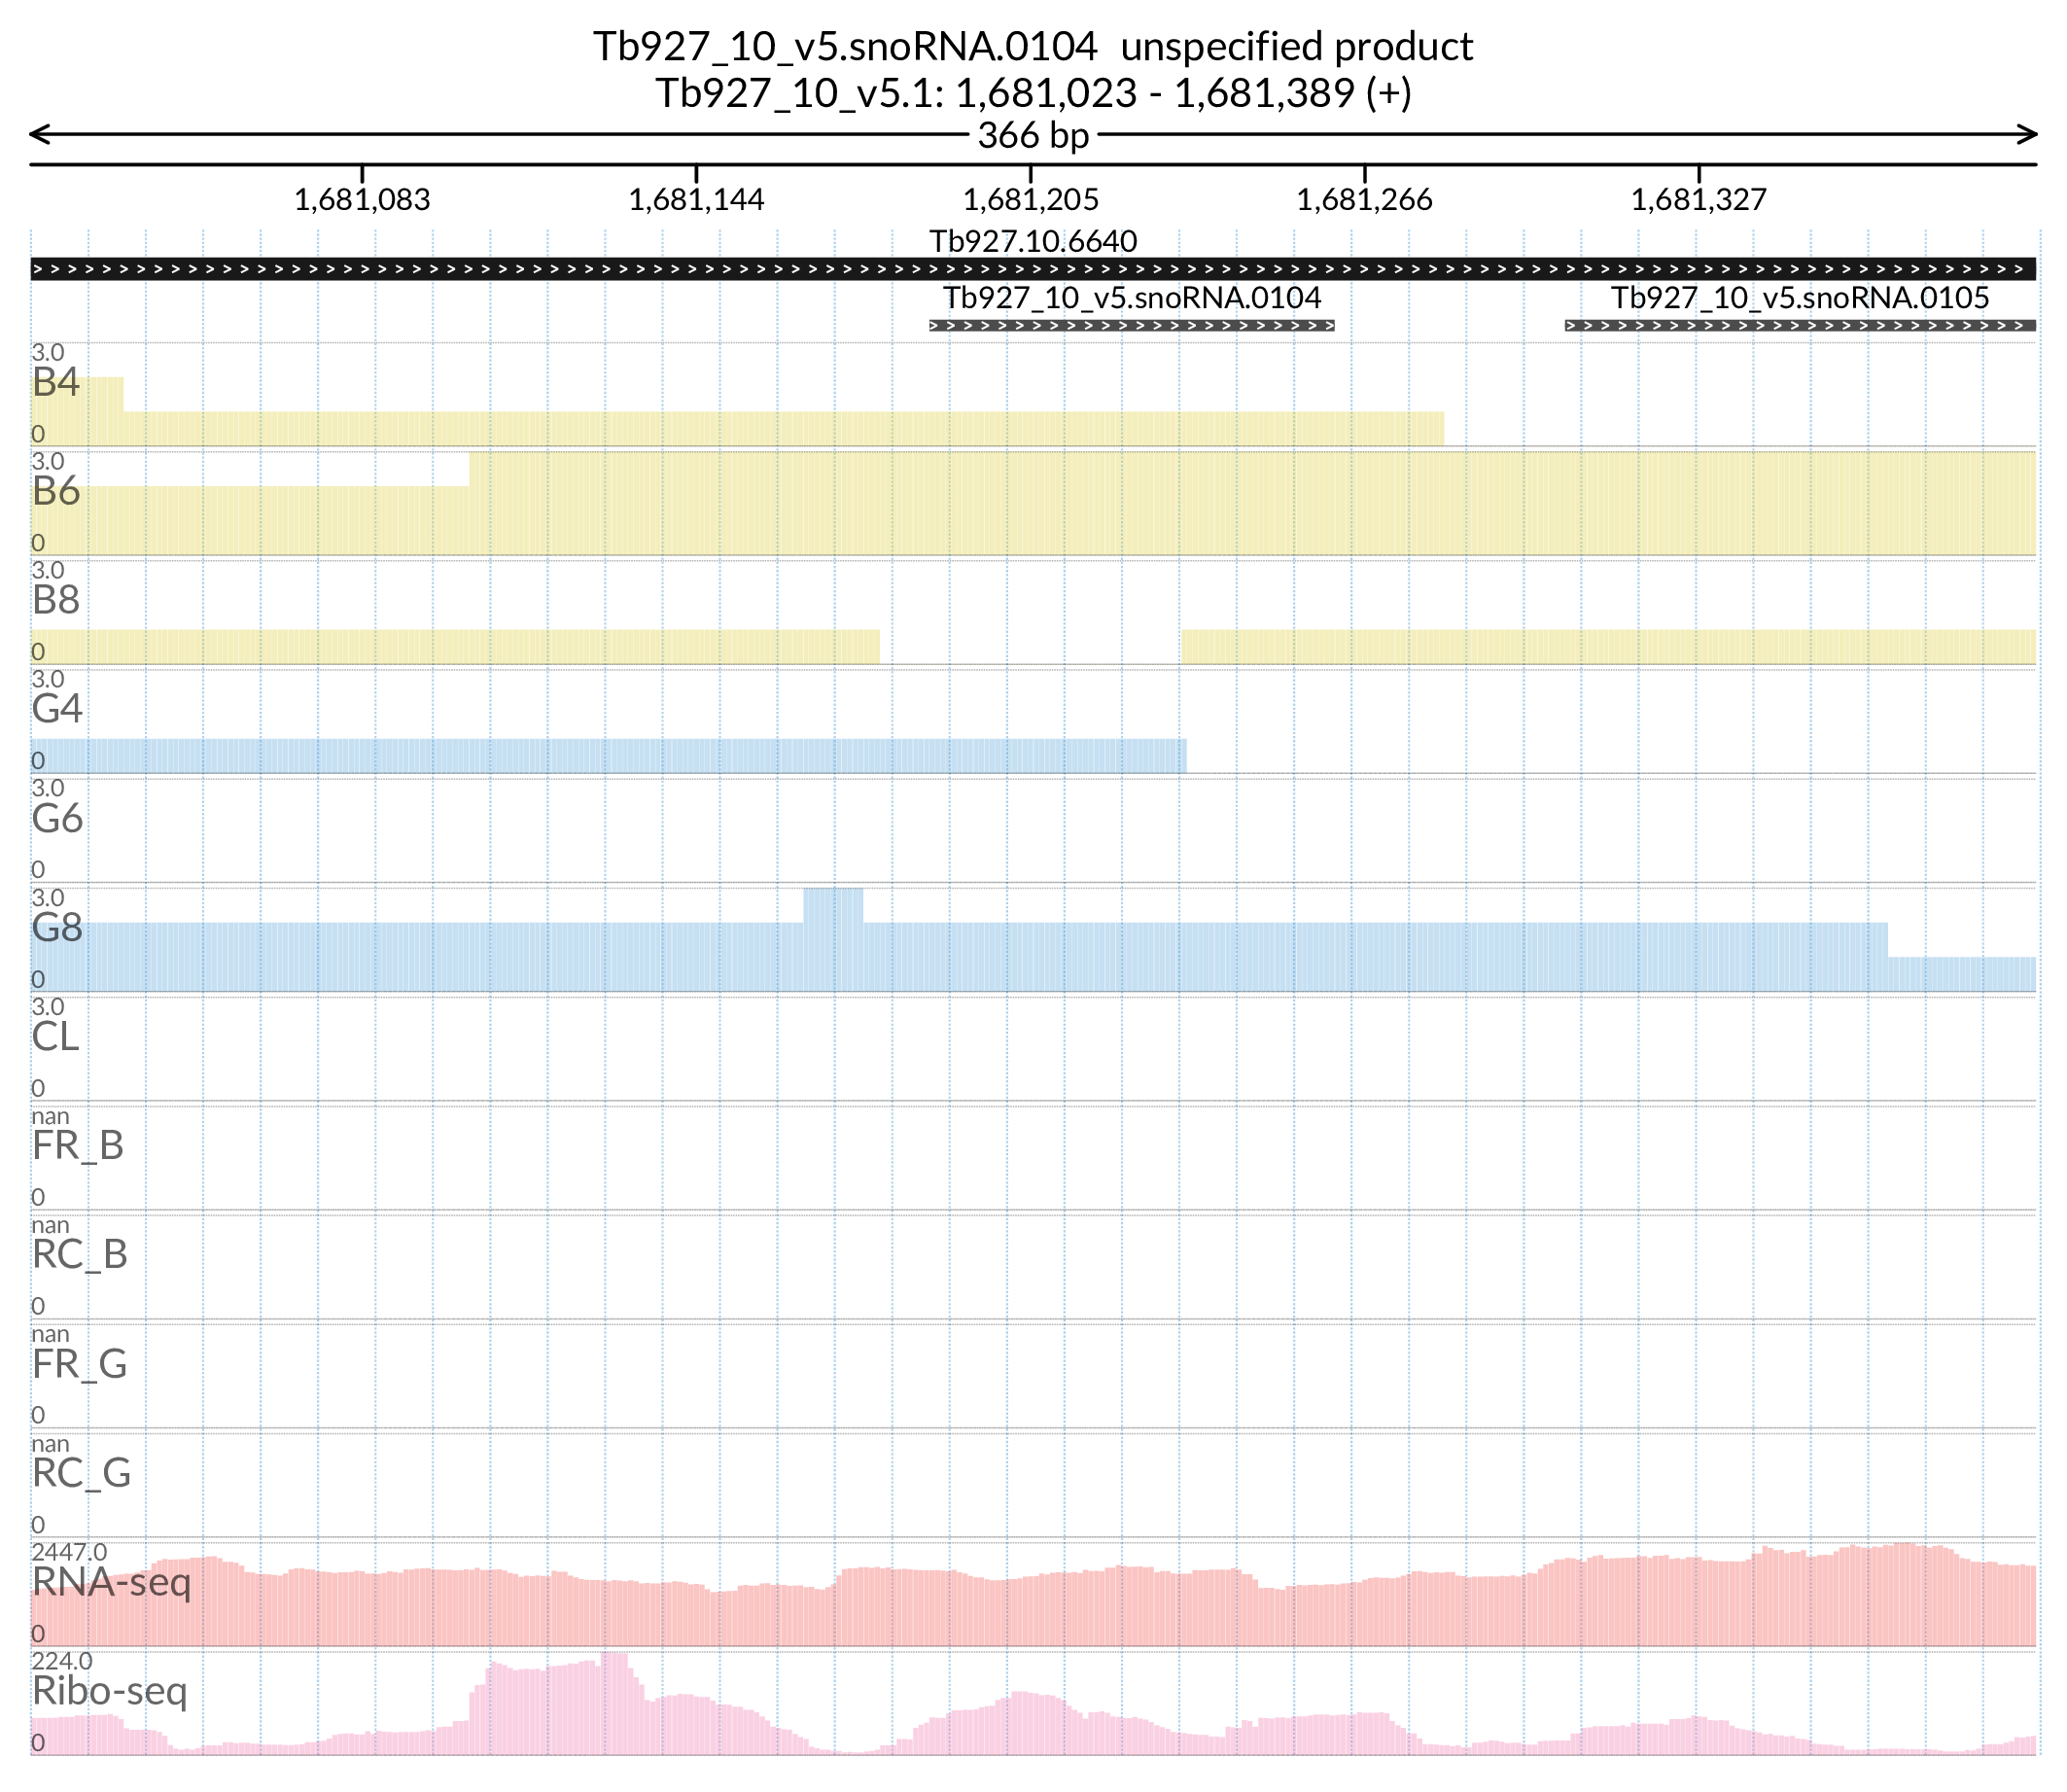 Tb927_10_v5.snoRNA.0104 unspecified product
Tb927_10_v5.1: 1,681,023 - 1,681,389 (+)
366 bp
1,681,083 1,681,144 1,681,205 1,681,266 1,681,327
Tb927.10.6640
Tb927_10_v5.snoRNA.0104 Tb927_10_v5.snoRNA.0105
3.0
B4
0
3.0
B6
0
3.0
B8
0
3.0
G4
0
3.0
G6
0
3.0
G8
0
3.0
CL
0
nan
FR_B
0
nan
RC_B
0
nan
FR_G
0
nan
RC_G
0
2447.0
RNA-seq
0
224.0
Ribo-seq
0